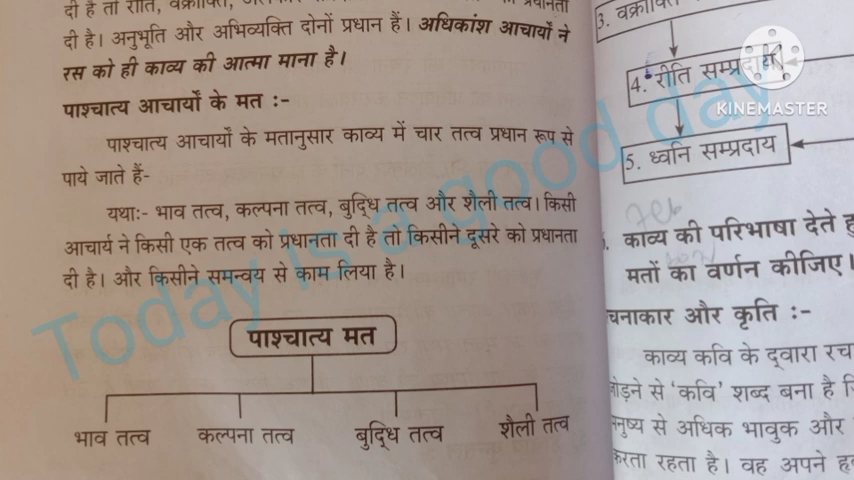 दी है तो रीति, वक्रोक्ति,
दी है। अनुभूति और अभिव्यक्ति दोनों प्रधान हैं। अधिकांश आचार्यों ने
रस को ही काव्य की आत्मा माना है।
पाश्चात्य आचार्यों के मत :-
पाश्चात्य आचार्यों के मतानुसार काव्य में चार तत्व प्रधान रूप से
पाये जाते हैं-
यथाः- भाव तत्व, कल्पना तत्व, बुद्धि तत्व और शैली तत्व। किसी
आचार्य ने किसी एक तत्व को प्रधानता दी है तो किसीने दूसरे को प्रधानता
दी है। और किसीने समन्वय से काम लिया है।
पाश्चात्य मत
भाव तत्व कल्पना तत्व बुद्धि तत्व शैली तत्व
3. वक्रोक्ति
4. रीति सम्प्रदाय
5. ध्वनि सम्प्रदाय
काव्य की परिभाषा देते
मतों का वर्णन कीजिए।
चनाकार और कृति :-
काव्य कवि के द्वारा रच
जोड़ने से 'कवि' शब्द बना है
मनुष्य से अधिक भावुक और
करता रहता है। वह अपने
KINEMASTER
Today is a good day